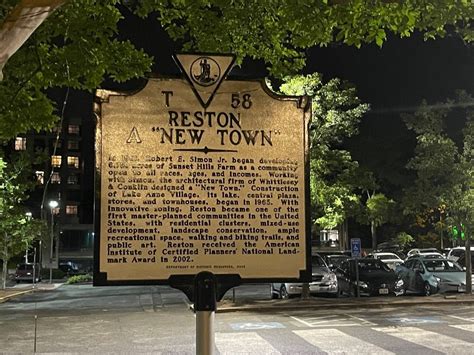 T 58
RESTON
A "NEW TOWN"
Robert E. Simon Jr. began developing
acres of Sunset Hills Farm as a community
open to all races, ages, and incomes. Working
with Simon, the architectural firm of Whittlesey
& Conklin designed a "New Town." Construction
of Lake Anne Village, its lake, central plaza,
stores, and townhouses, began in 1963. With
innovative zoning, Reston became one of the
first master-planned communities in the United
States, with residential clusters, mixed-use
development, landscape conservation, ample
recreational space, walking and biking trails, and
public art. Reston received the American
Institute of Certified Planners' National Land-
mark Award in 2002.
DEPARTMENT OF HISTORIC RESOURCES,